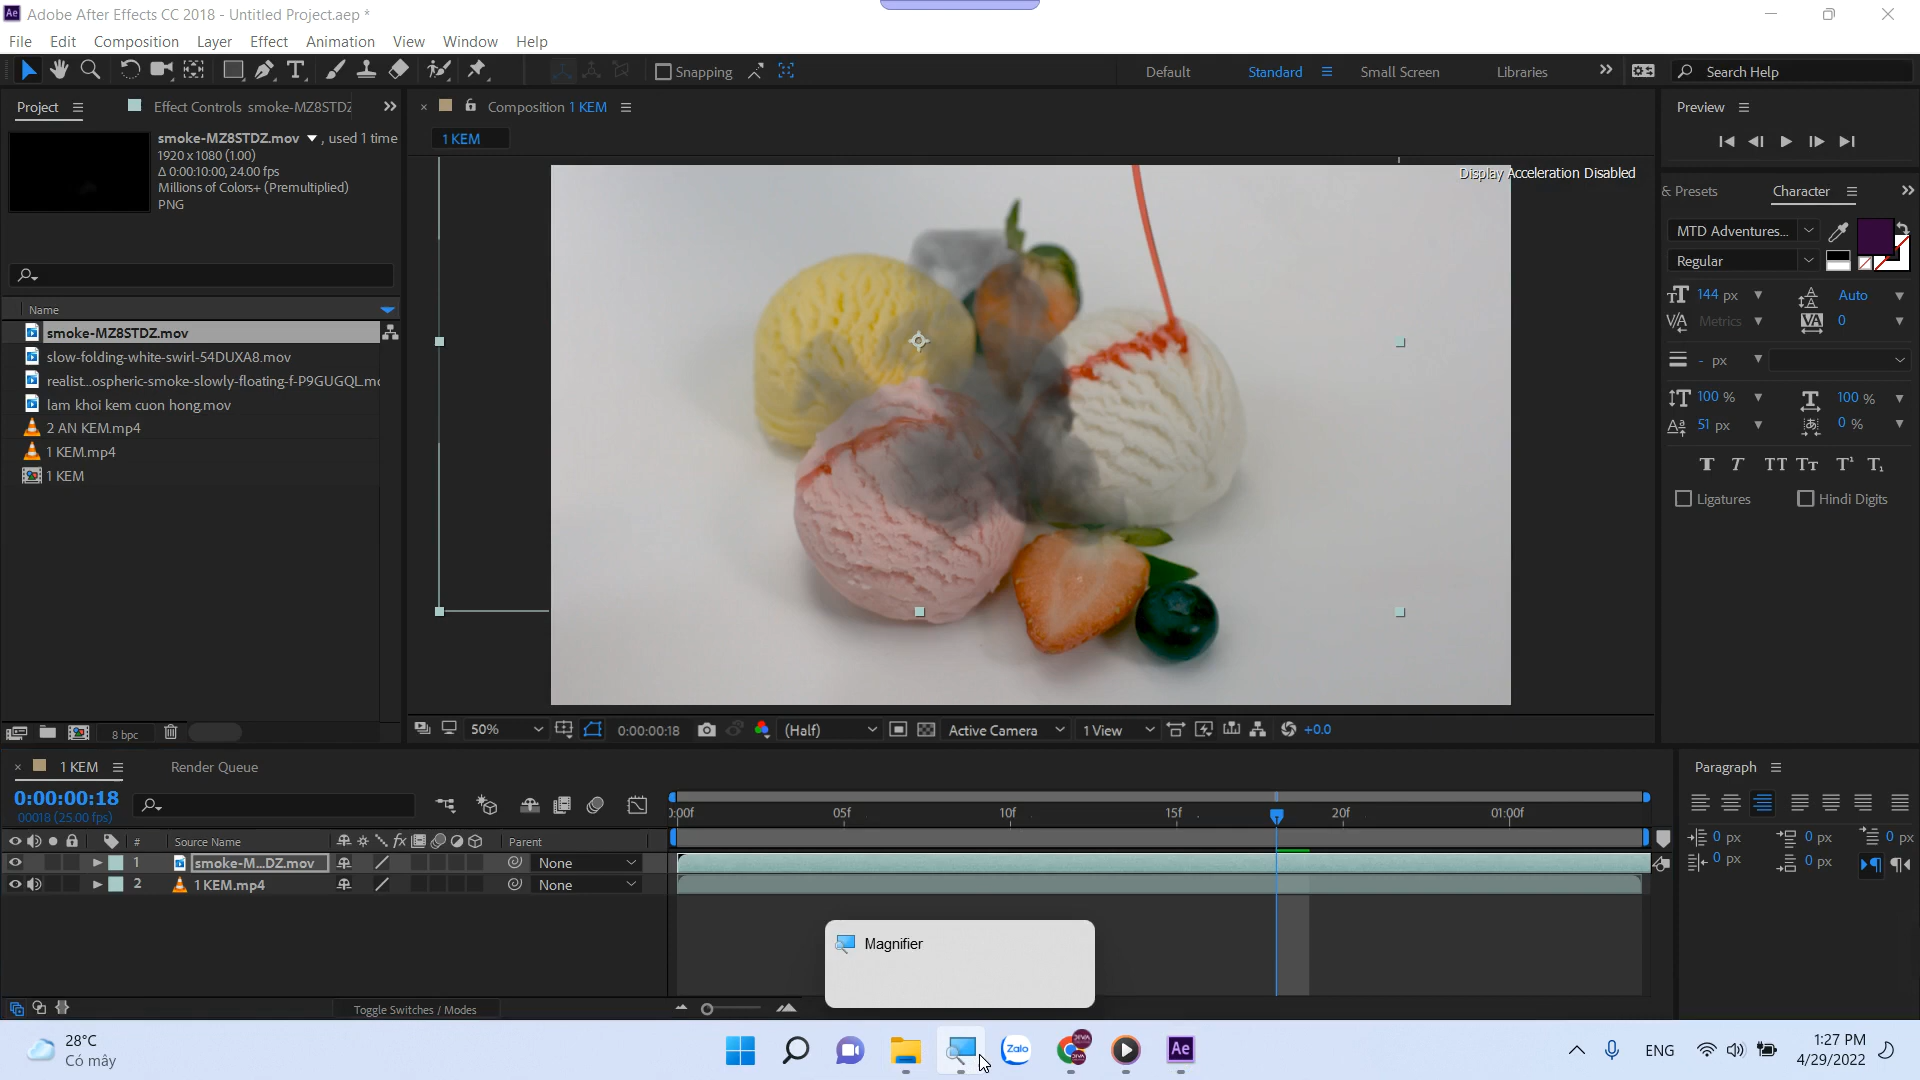 Adobe After Effects CC 2018 - Untitled Project.aep *
File Edit Composition Layer Effect Animation View Window Help
Snapping
Default Standard Small Screen Libraries
Search Help
Project
Effect Controls smoke-MZ8STDZ
Composition 1 KEM
1 KEM
smoke-MZ8STDZ.mov , used 1 time
1920 x 1080 (1.00)
Δ 0:00:10:00, 24.00 fps
Millions of Colors+ (Premultiplied)
PNG
Display Acceleration Disabled
Name
smoke-MZ8STDZ.mov
slow-folding-white-swirl-54DUXA8.mov
realist...ospheric-smoke-slowly-floating-f-P9GUGQL.mo
lam khoi kem cuon hong.mov
2 AN KEM.mp4
1 KEM.mp4
1 KEM
8 bpc
50%
0:00:00:18
(Half)
Active Camera
1 View
+0.0
Preview
& Presets
Character
MTD Adventures...
Regular
144 px
Auto
Metrics
0
- px
100 %
100 %
51 px
0 %
Ligatures
Hindi Digits
1 KEM
Render Queue
0:00:00:18
00018 (25.00 fps)
:00f 05f 10f 15f 20f 01:00f
# Source Name
Parent
1 smoke-M...DZ.mov None
2 1 KEM.mp4 None
Toggle Switches / Modes
Magnifier
Paragraph
0 px 0 px 0 px
0 px 0 px
28°C
Có mây
Zalo
Ae
ENG
1:27 PM
4/29/2022